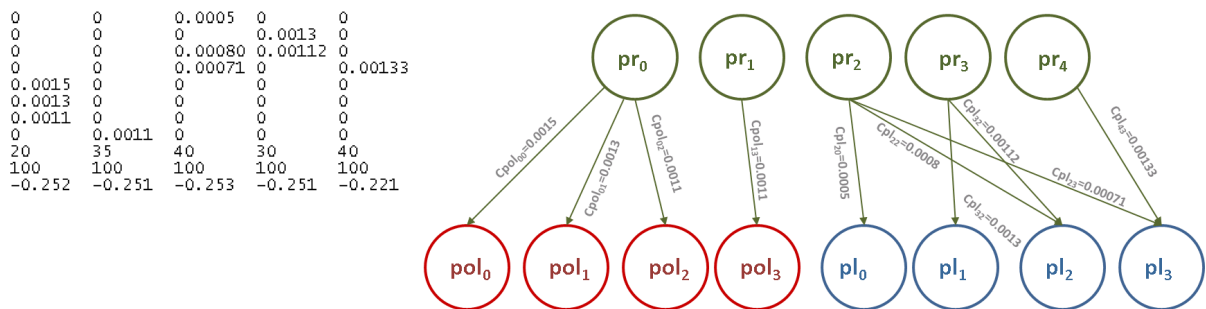 0 0 0.0005 0 0
0 0 0 0.0013 0
0 0 0.00080 0.00112 0
0 0 0.00071 0 0.00133
0.0015 0 0 0 0
0.0013 0 0 0 0
0.0011 0 0 0 0
0 0.0011 0 0 0
20 35 40 30 40
100 100 100 100 100
-0.252 -0.251 -0.253 -0.251 -0.221
pr0 pr1 pr2 pr3 pr4
Cpol00=0.0015
Cpol01=0.0013
Cpol02=0.0011
Cpol13=0.0011
Cpl20=0.0005
Cpl22=0.0008
Cpl32=0.00112
Cpl32=0.0013
Cpl23=0.00071
Cpl43=0.00133
pol0 pol1 pol2 pol3 pl0 pl1 pl2 pl3